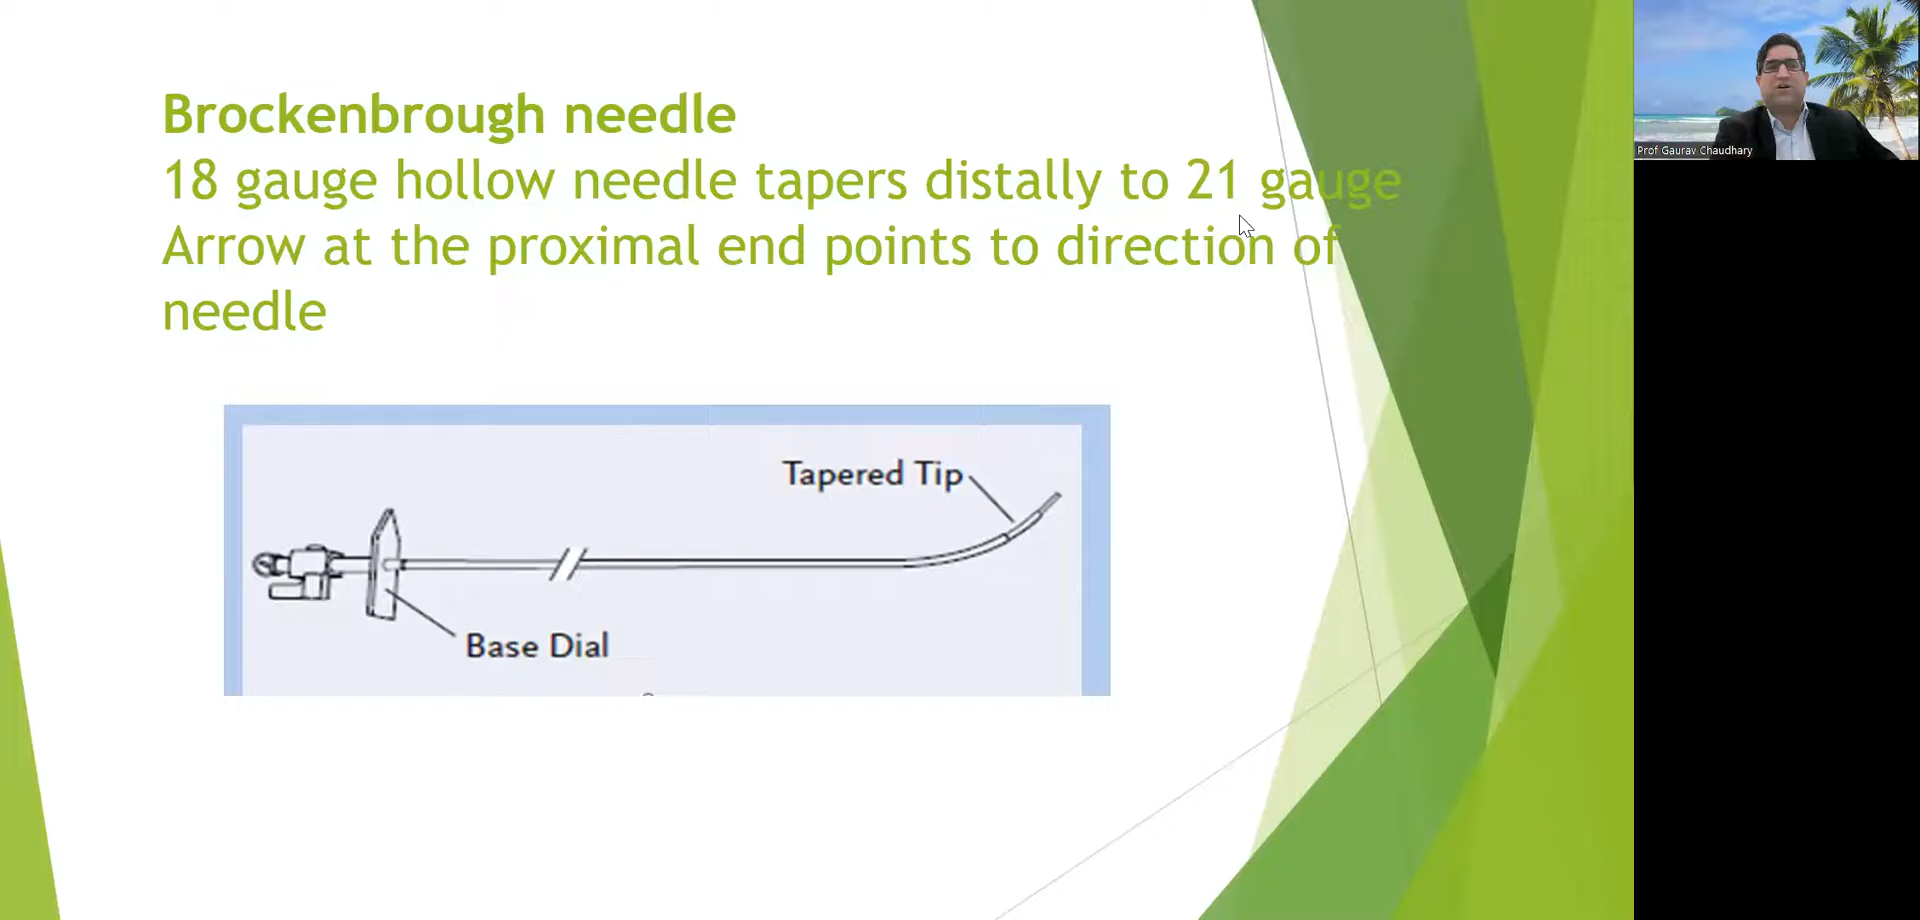 Brockenbrough needle
18 gauge hollow needle tapers distally to 21 gauge
Arrow at the proximal end points to direction of
needle
Tapered Tip
Base Dial
Prof Gaurav Chaudhary